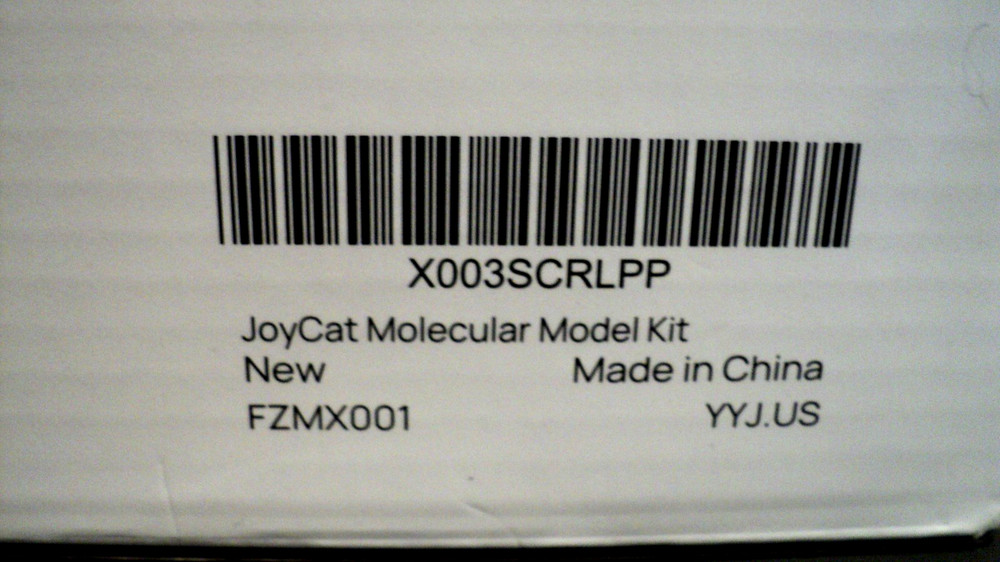 X003SCRLPP
JoyCat Molecular Model Kit
New Made in China
FZMX001 YYJ.US